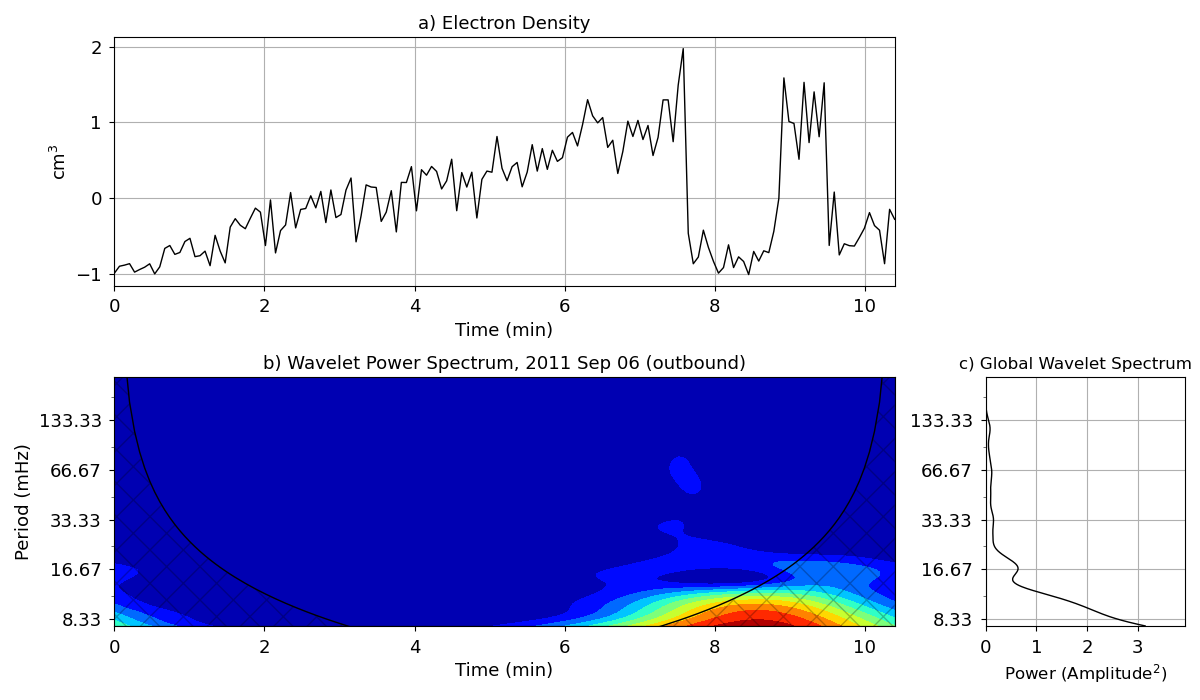 a) Electron Density
2
1
0
−1
cm³
0 2 4 6 8 10
Time (min)
b) Wavelet Power Spectrum, 2011 Sep 06 (outbound)
133.33
66.67
33.33
16.67
8.33
Period (mHz)
0 2 4 6 8 10
Time (min)
c) Global Wavelet Spectrum
133.33
66.67
33.33
16.67
8.33
0 1 2 3
Power (Amplitude²)